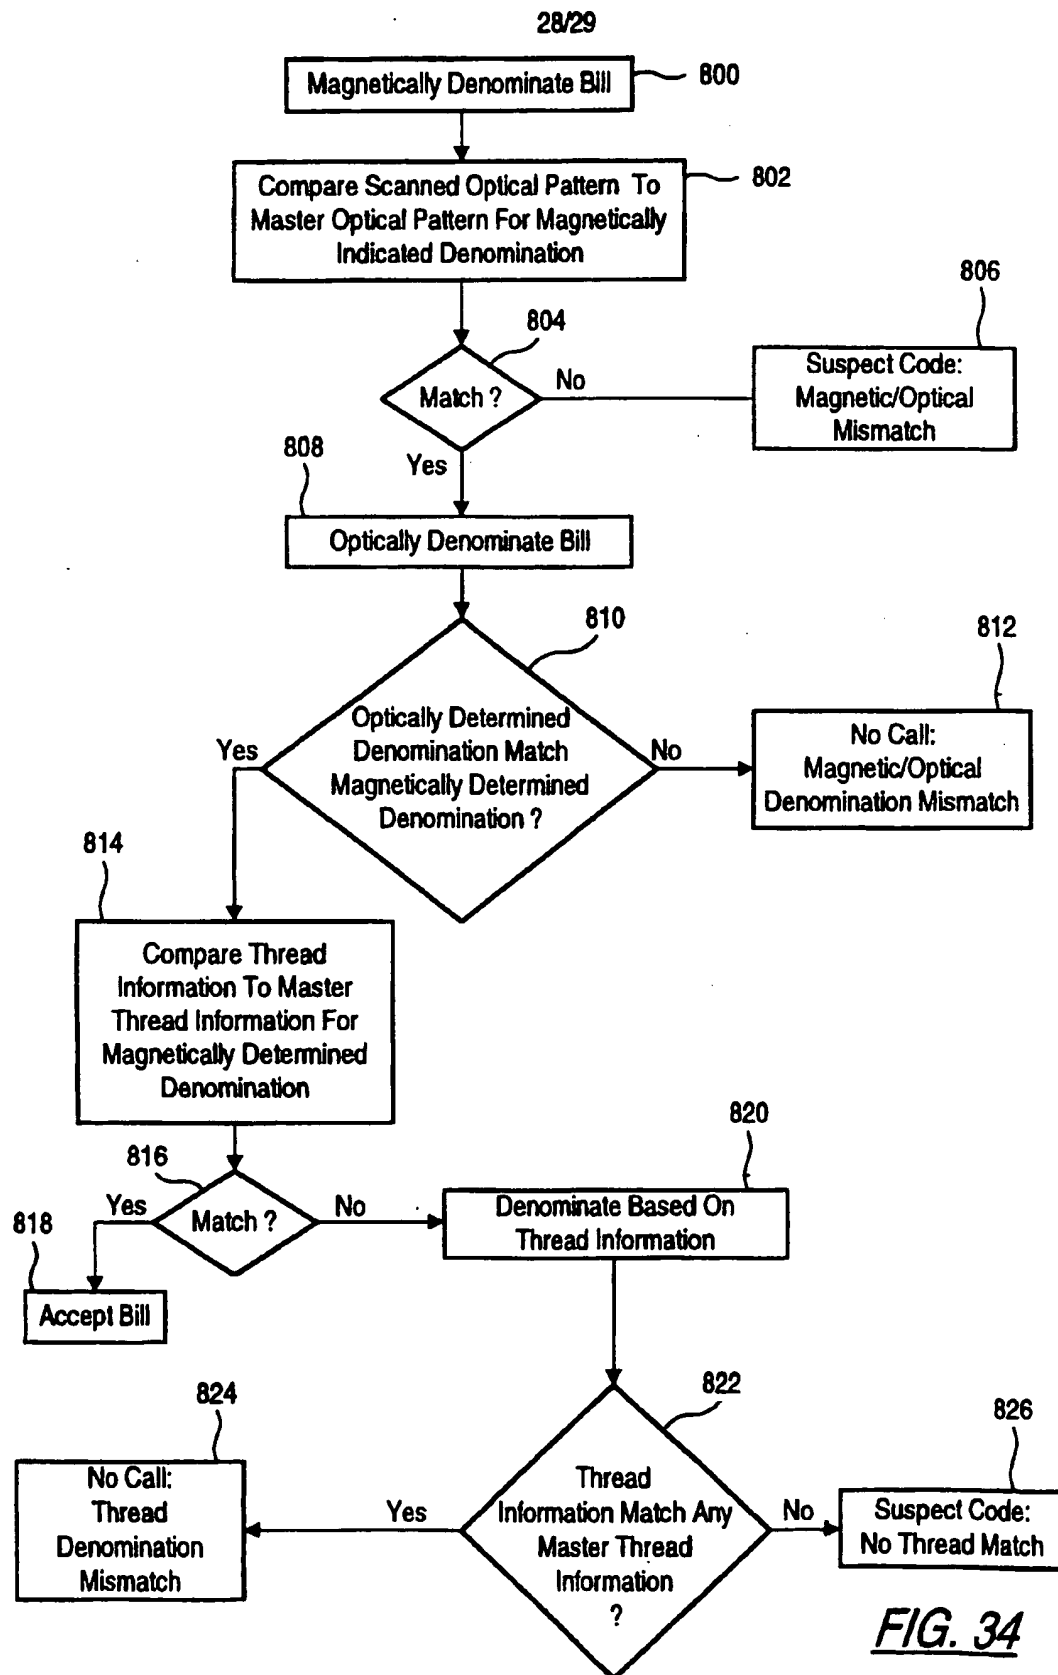 28/29
Magnetically Denominate Bill
800
Compare Scanned Optical Pattern To
Master Optical Pattern For Magnetically
Indicated Denomination
802
804
Match ?
No
Yes
806
Suspect Code:
Magnetic/Optical
Mismatch
808
Optically Denominate Bill
810
Optically Determined
Denomination Match
Magnetically Determined
Denomination ?
Yes
No
812
No Call:
Magnetic/Optical
Denomination Mismatch
814
Compare Thread
Information To Master
Thread Information For
Magnetically Determined
Denomination
816
Match ?
Yes
No
818
Accept Bill
820
Denominate Based On
Thread Information
822
Thread
Information Match Any
Master Thread
Information
?
Yes
No
824
No Call:
Thread
Denomination
Mismatch
826
Suspect Code:
No Thread Match
FIG. 34